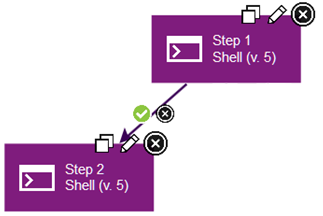 Step 1
Shell (v. 5)
Step 2
Shell (v. 5)